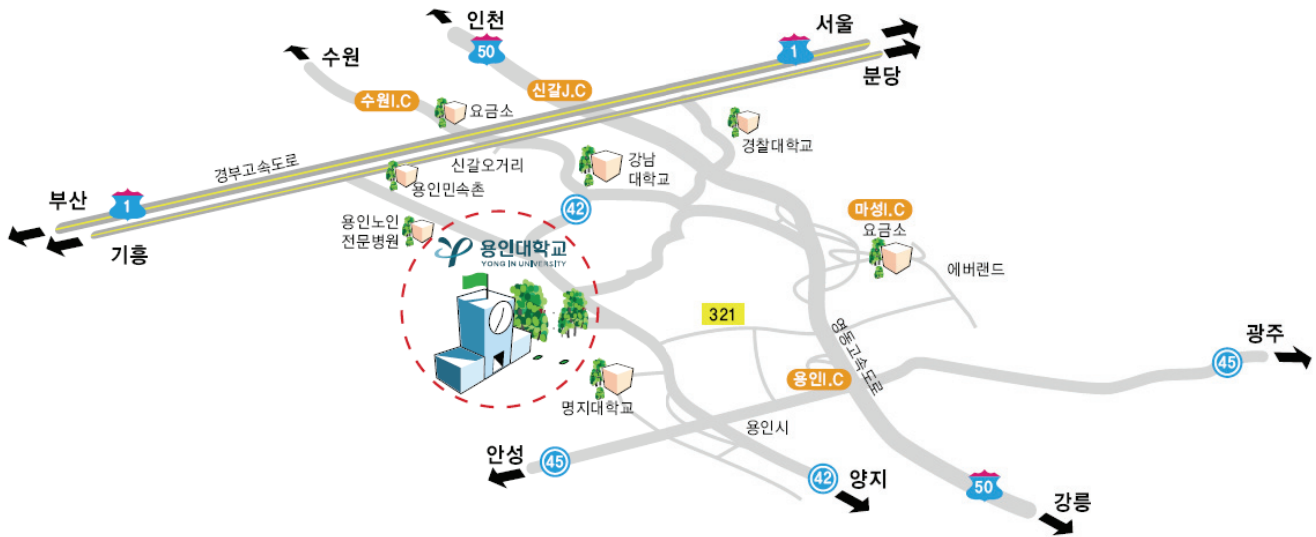 인천
50
서울
1
분당
수원
수원I.C
신갈J.C
요금소
경찰대학교
신갈오거리
강남
대학교
경부고속도로
용인민속촌
부산
1
기흥
42
용인노인
전문병원
마성I.C
요금소
에버랜드
용인대학교
YONG IN UNIVERSITY
321
영동고속도로
광주
45
용인I.C
명지대학교
용인시
안성
45
42
양지
50
강릉